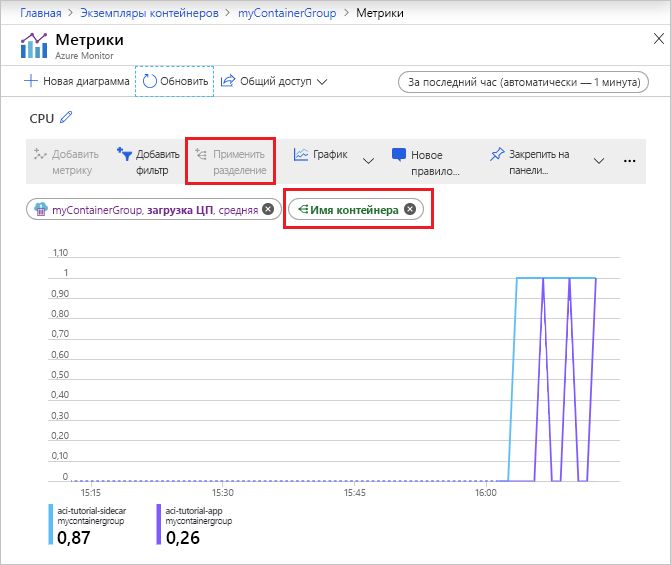 Главная > Экземпляры контейнеров > myContainerGroup > Метрики
Метрики
Azure Monitor
Новая диаграмма
Обновить
Общий доступ
За последний час (автоматически — 1 минута)
CPU
Добавить
метрику
Добавить
фильтр
Применить
разделение
График
Новое
правило...
Закрепить на
панели...
myContainerGroup, загрузка ЦП, средняя
Имя контейнера
1,10
1
0,90
0,80
0,70
0,60
0,50
0,40
0,30
0,20
0,10
0
15:15
15:30
15:45
16:00
aci-tutorial-sidecar
mycontainergroup
0,87
aci-tutorial-app
mycontainergroup
0,26